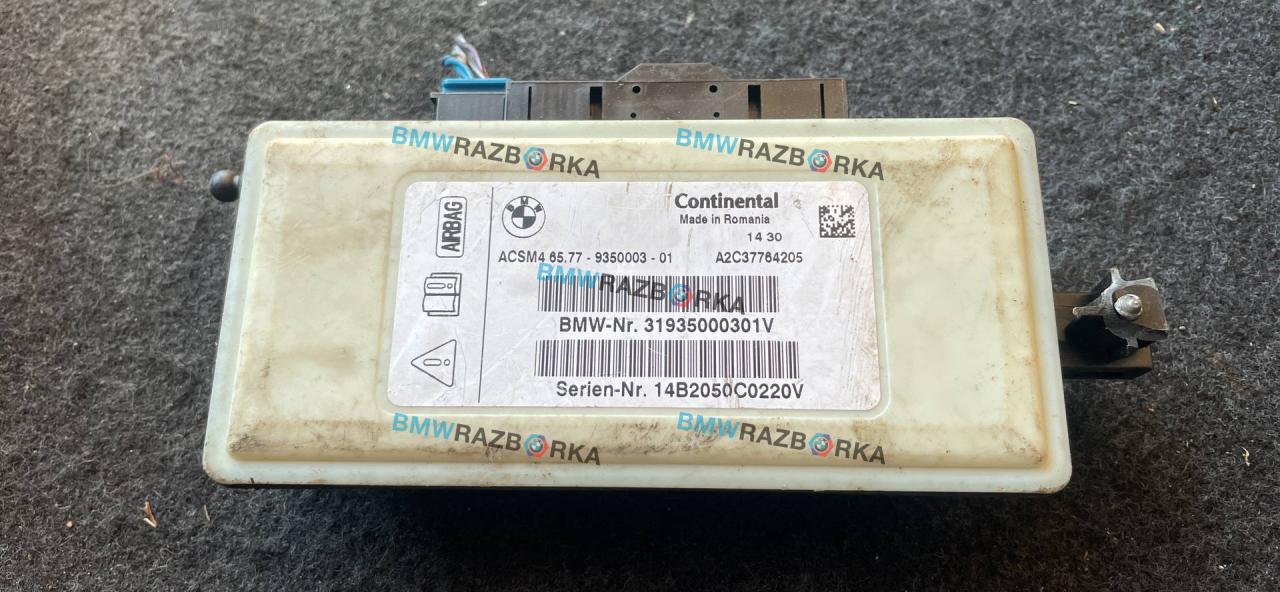 BMWRAZBORKA
BMWRAZBORKA
AIRBAG
BMW
Continental
Made in Romania
14 30
ACSM4 65.77 - 9350003 - 01
A2C37764205
BMWRAZBORKA
BMW-Nr. 31935000301V
Serien-Nr. 14B2050C0220V
BMWRAZBORKA
BMWRAZBORKA